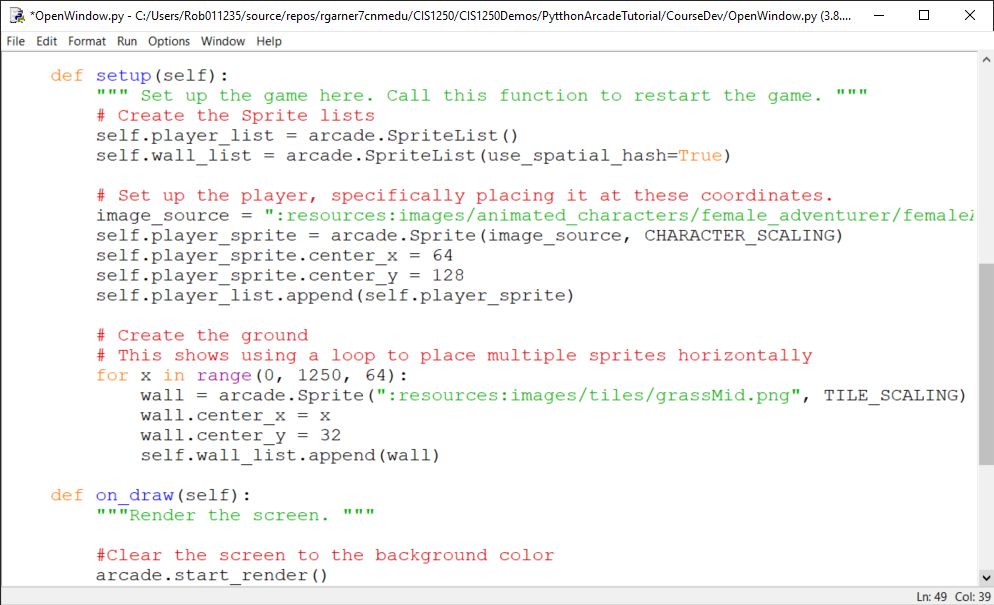 *OpenWindow.py - C:/Users/Rob011235/source/repos/rgarner7cnmedu/CIS1250/CIS1250Demos/PytthonArcadeTutorial/CourseDev/OpenWindow.py (3.8....
File Edit Format Run Options Window Help
def setup(self):
""" Set up the game here. Call this function to restart the game. """
# Create the Sprite lists
self.player_list = arcade.SpriteList()
self.wall_list = arcade.SpriteList(use_spatial_hash=True)
# Set up the player, specifically placing it at these coordinates.
image_source = ":resources:images/animated_characters/female_adventurer/female
self.player_sprite = arcade.Sprite(image_source, CHARACTER_SCALING)
self.player_sprite.center_x = 64
self.player_sprite.center_y = 128
self.player_list.append(self.player_sprite)
# Create the ground
# This shows using a loop to place multiple sprites horizontally
for x in range(0, 1250, 64):
wall = arcade.Sprite(":resources:images/tiles/grassMid.png", TILE_SCALING)
wall.center_x = x
wall.center_y = 32
self.wall_list.append(wall)
def on_draw(self):
"""Render the screen. """
#Clear the screen to the background color
arcade.start_render()
Ln: 49 Col: 39